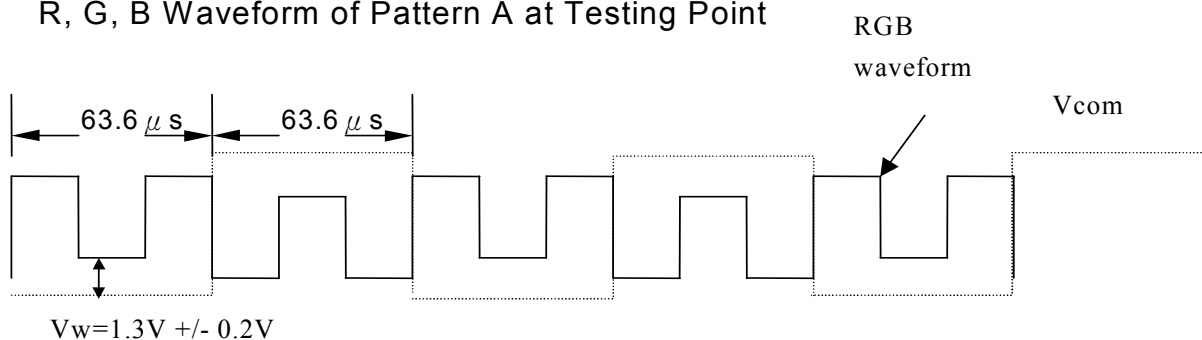 R, G, B Waveform of Pattern A at Testing Point
RGB
waveform
Vcom
63.6 μ s
63.6 μ s
Vw=1.3V +/- 0.2V